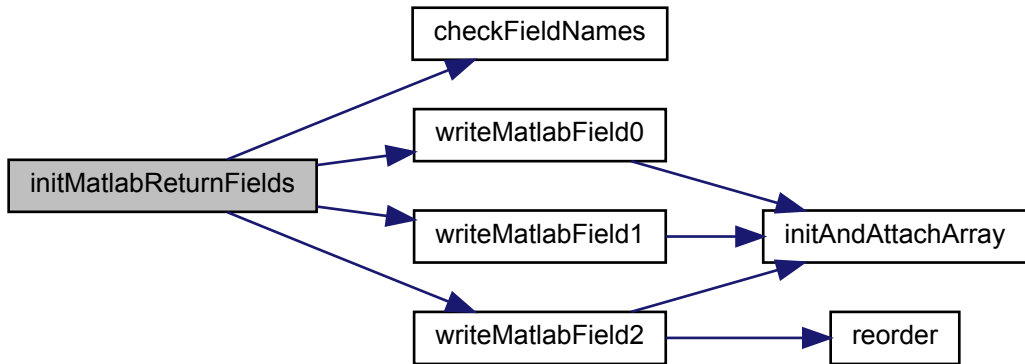 checkFieldNames
writeMatlabField0
initMatlabReturnFields
writeMatlabField1
initAndAttachArray
writeMatlabField2
reorder